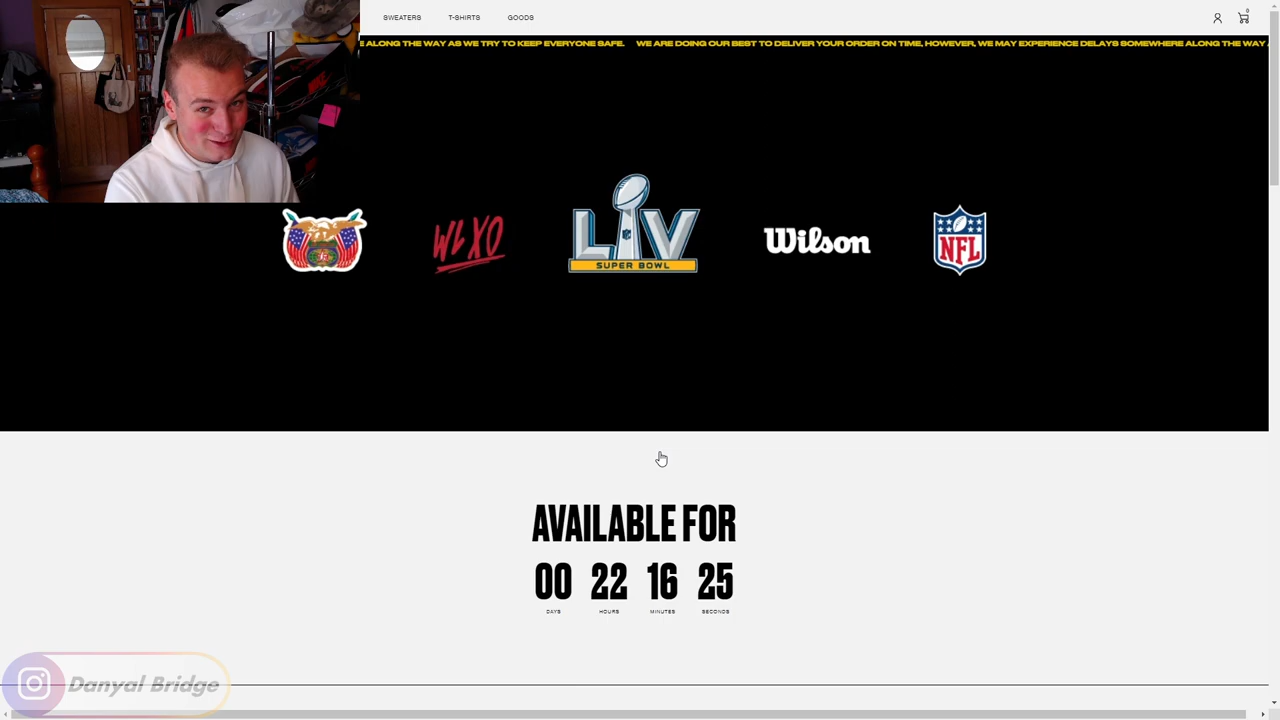 SWEATERS
T-SHIRTS
GOODS
0
E ALONG THE WAY AS WE TRY TO KEEP EVERYONE SAFE. WE ARE DOING OUR BEST TO DELIVER YOUR ORDER ON TIME, HOWEVER, WE MAY EXPERIENCE DELAYS SOMEWHERE ALONG THE WAY
WLXO
LIV
SUPER BOWL
Wilson
NFL
AVAILABLE FOR
00 22 16 25
DAYS HOURS MINUTES SECONDS
Danyal Bridge